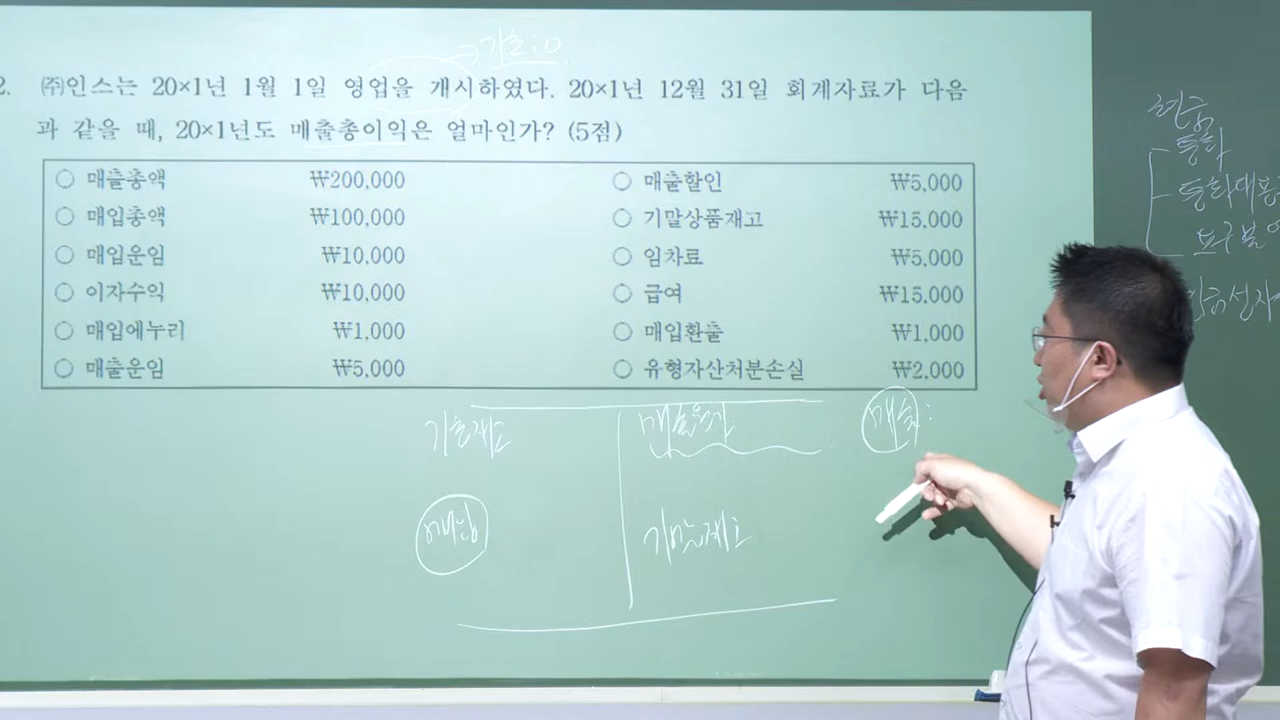 기초:0
2. ㈜인스는 20×1년 1월 1일 영업을 개시하였다. 20×1년 12월 31일 회계자료가 다음
과 같을 때, 20×1년도 매출총이익은 얼마인가? (5점)
○ 매출총액 ₩200,000 ○ 매출할인 ₩5,000
○ 매입총액 ₩100,000 ○ 기말상품재고 ₩15,000
○ 매입운임 ₩10,000 ○ 임차료 ₩5,000
○ 이자수익 ₩10,000 ○ 급여 ₩15,000
○ 매입에누리 ₩1,000 ○ 매입환출 ₩1,000
○ 매출운임 ₩5,000 ○ 유형자산처분손실 ₩2,000
기초재고 매출원가 매출:
매입 기말재고
현금
통화
통화대용
보구불